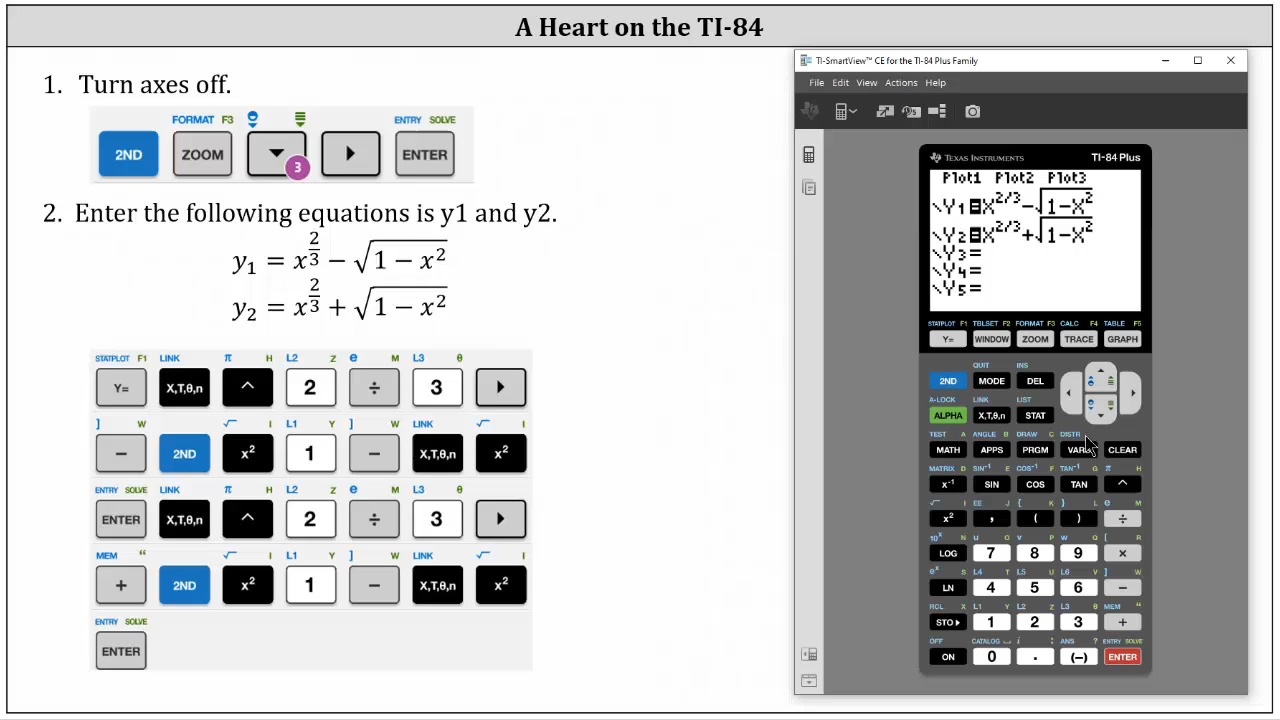 A Heart on the TI-84
1. Turn axes off.
FORMAT F3 ENTRY SOLVE
2ND ZOOM 3 ENTER
2. Enter the following equations is y1 and y2.
y₁ = x^(2/3) − √(1 − x²)
y₂ = x^(2/3) + √(1 − x²)
STATPLOT F1 LINK π H L2 Z e M L3 θ
Y= X,T,θ,n ^ 2 ÷ 3
] W √ I L1 Y ] W LINK √ I
− 2ND x² 1 − X,T,θ,n x²
ENTRY SOLVE LINK π H L2 Z e M L3 θ
ENTER X,T,θ,n ^ 2 ÷ 3
MEM “ √ I L1 Y ] W LINK √ I
+ 2ND x² 1 − X,T,θ,n x²
ENTRY SOLVE
ENTER
TI-SmartView™ CE for the TI-84 Plus Family
File Edit View Actions Help
TEXAS INSTRUMENTS TI-84 Plus
Plot1 Plot2 Plot3
\Y₁=X^(2/3)−√(1−X²)
\Y₂=X^(2/3)+√(1−X²)
\Y₃=
\Y₄=
\Y₅=
STATPLOT F1 TBLSET F2 FORMAT F3 CALC F4 TABLE F5
Y= WINDOW ZOOM TRACE GRAPH
QUIT INS
2ND MODE DEL
A-LOCK LINK LIST
ALPHA X,T,θ,n STAT
TEST A ANGLE B DRAW C DISTR
MATH APPS PRGM VARS CLEAR
MATRIX D SIN⁻¹ E COS⁻¹ F TAN⁻¹ G π H
x⁻¹ SIN COS TAN ^
√ I EE J { K } L e M
x² , ( ) ÷
10ˣ N u O v P w Q [ R
LOG 7 8 9 ×
eˣ S L4 T L5 U L6 V ] W
LN 4 5 6 −
RCL X L1 Y L2 Z L3 θ MEM “
STO▸ 1 2 3 +
OFF CATALOG i : ANS ? ENTRY SOLVE
ON 0 . (−) ENTER